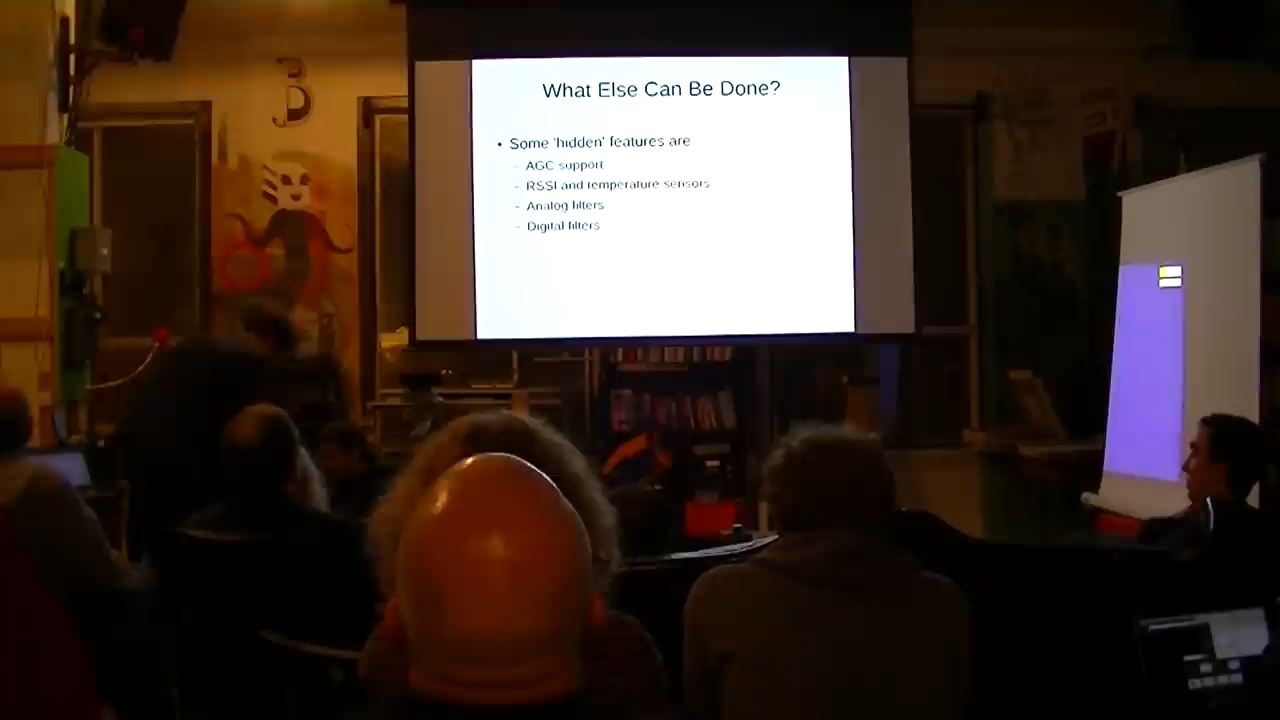 What Else Can Be Done?
• Some 'hidden' features are
- AGC support
- RSSI and temperature sensors
- Analog filters
- Digital filters